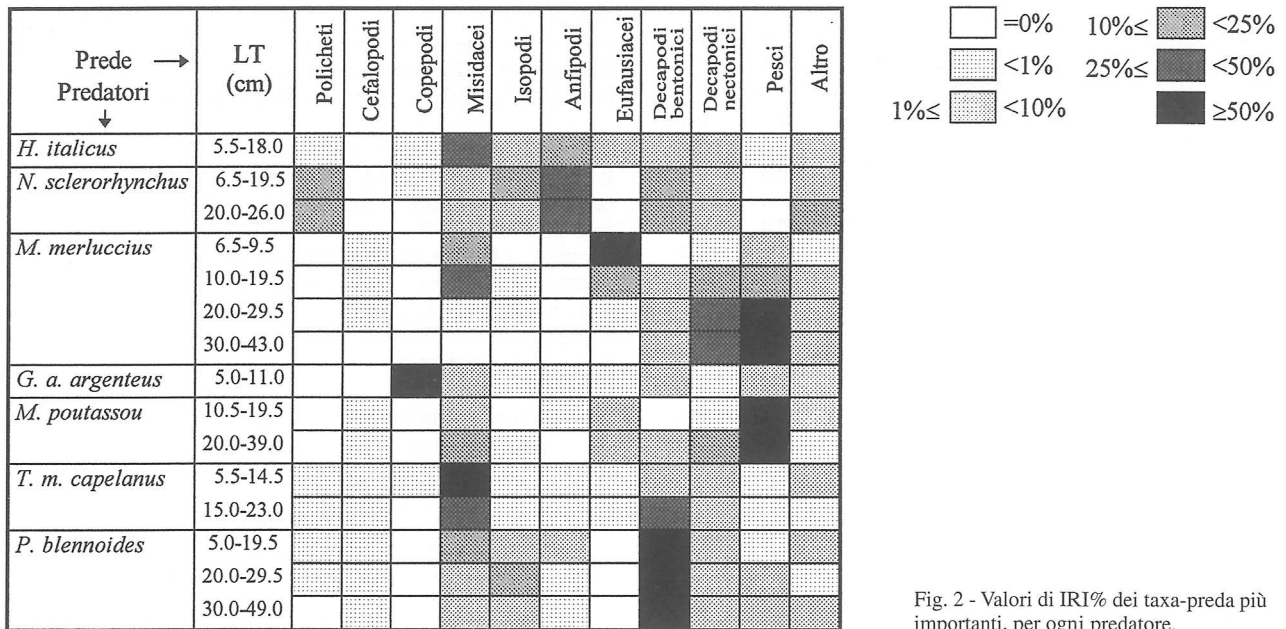 Prede →
Predatori
↓
LT
(cm)
Policheti
Cefalopodi
Copepodi
Misidacei
Isopodi
Anfipodi
Eufausiacei
Decapodi
bentonici
Decapodi
nectonici
Pesci
Altro
H. italicus 5.5-18.0
N. sclerorhynchus 6.5-19.5
20.0-26.0
M. merluccius 6.5-9.5
10.0-19.5
20.0-29.5
30.0-43.0
G. a. argenteus 5.0-11.0
M. poutassou 10.5-19.5
20.0-39.0
T. m. capelanus 5.5-14.5
15.0-23.0
P. blennoides 5.0-19.5
20.0-29.5
30.0-49.0
=0% 10%≤ <25%
<1% 25%≤ <50%
1%≤ <10% ≥50%
Fig. 2 - Valori di IRI% dei taxa-preda più
importanti, per ogni predatore.